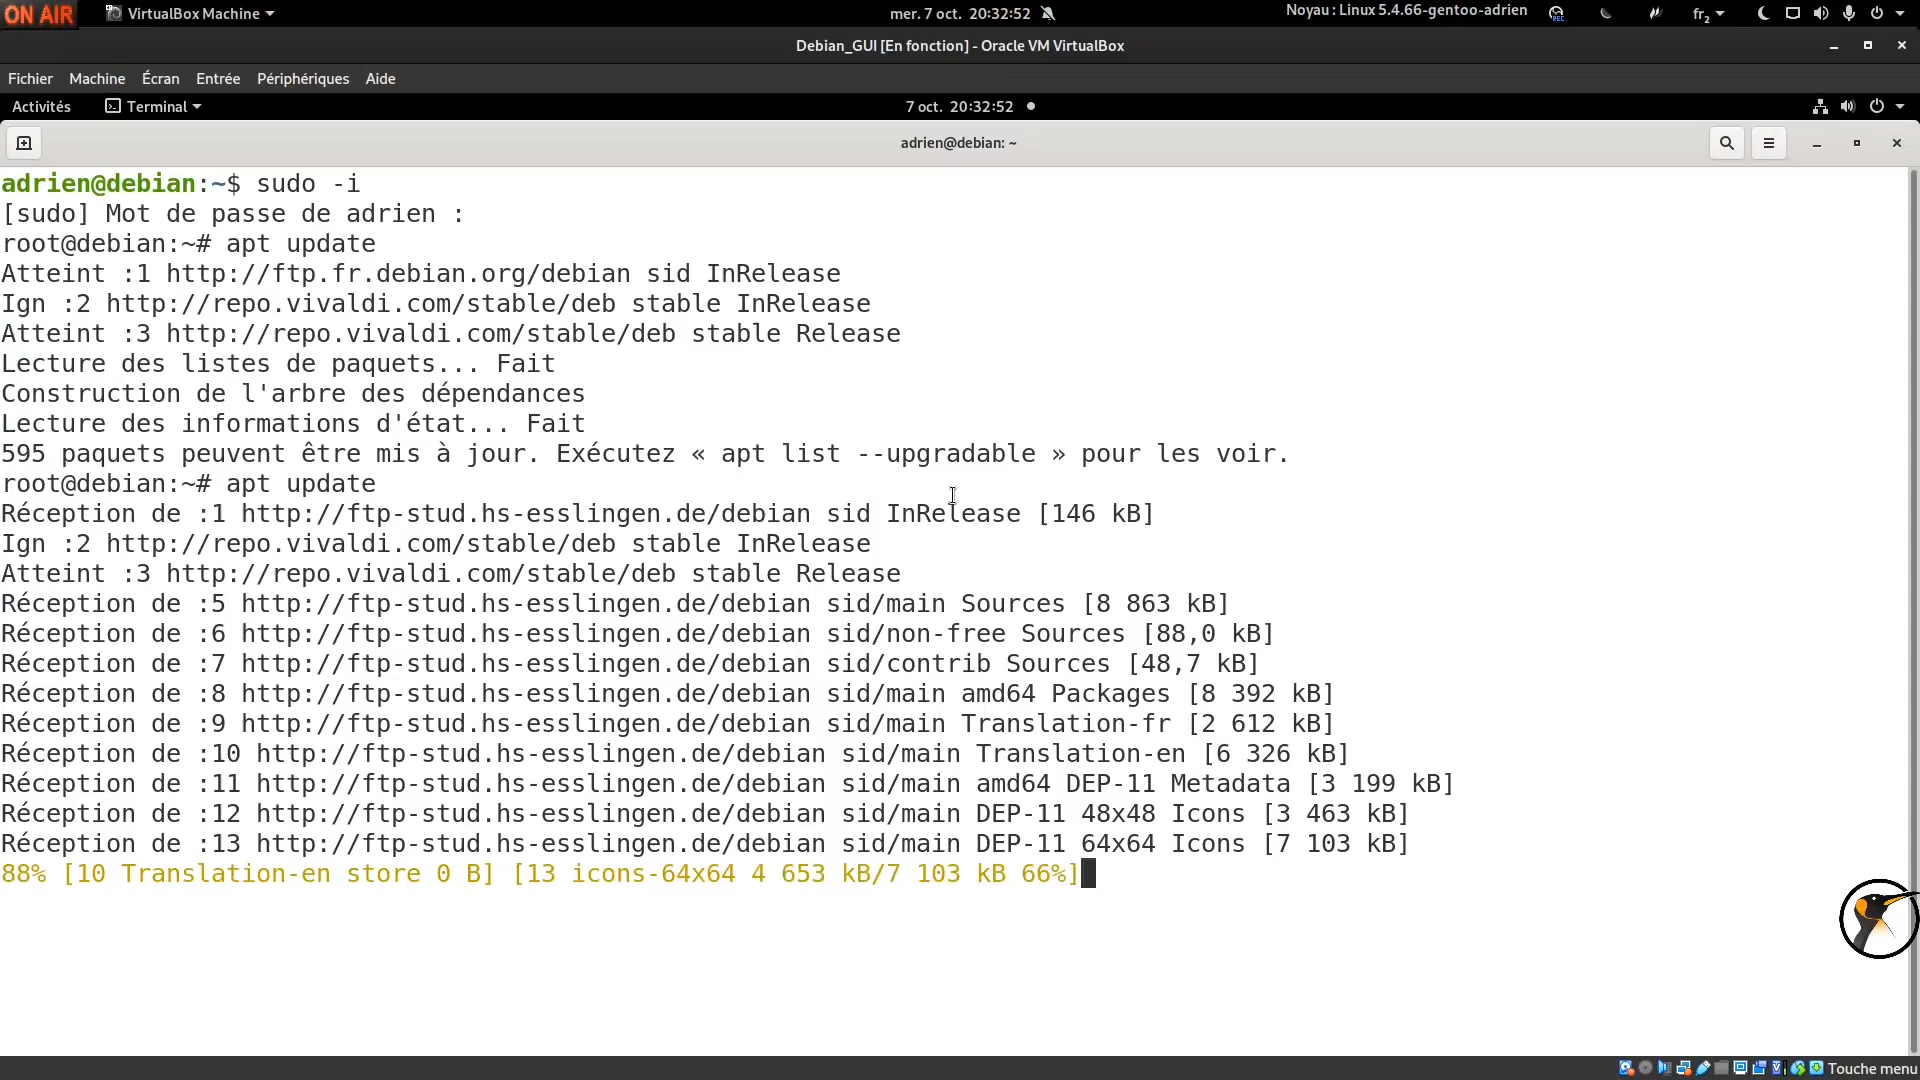 ON AIR VirtualBox Machine mer. 7 oct. 20:32:52 Noyau : Linux 5.4.66-gentoo-adrien REC fr₂
Debian_GUI [En fonction] - Oracle VM VirtualBox
Fichier Machine Écran Entrée Périphériques Aide
Activités Terminal 7 oct. 20:32:52
adrien@debian: ~
adrien@debian:~$ sudo -i
[sudo] Mot de passe de adrien :
root@debian:~# apt update
Atteint :1 http://ftp.fr.debian.org/debian sid InRelease
Ign :2 http://repo.vivaldi.com/stable/deb stable InRelease
Atteint :3 http://repo.vivaldi.com/stable/deb stable Release
Lecture des listes de paquets... Fait
Construction de l'arbre des dépendances
Lecture des informations d'état... Fait
595 paquets peuvent être mis à jour. Exécutez « apt list --upgradable » pour les voir.
root@debian:~# apt update
Réception de :1 http://ftp-stud.hs-esslingen.de/debian sid InRelease [146 kB]
Ign :2 http://repo.vivaldi.com/stable/deb stable InRelease
Atteint :3 http://repo.vivaldi.com/stable/deb stable Release
Réception de :5 http://ftp-stud.hs-esslingen.de/debian sid/main Sources [8 863 kB]
Réception de :6 http://ftp-stud.hs-esslingen.de/debian sid/non-free Sources [88,0 kB]
Réception de :7 http://ftp-stud.hs-esslingen.de/debian sid/contrib Sources [48,7 kB]
Réception de :8 http://ftp-stud.hs-esslingen.de/debian sid/main amd64 Packages [8 392 kB]
Réception de :9 http://ftp-stud.hs-esslingen.de/debian sid/main Translation-fr [2 612 kB]
Réception de :10 http://ftp-stud.hs-esslingen.de/debian sid/main Translation-en [6 326 kB]
Réception de :11 http://ftp-stud.hs-esslingen.de/debian sid/main amd64 DEP-11 Metadata [3 199 kB]
Réception de :12 http://ftp-stud.hs-esslingen.de/debian sid/main DEP-11 48x48 Icons [3 463 kB]
Réception de :13 http://ftp-stud.hs-esslingen.de/debian sid/main DEP-11 64x64 Icons [7 103 kB]
88% [10 Translation-en store 0 B] [13 icons-64x64 4 653 kB/7 103 kB 66%]
Touche menu